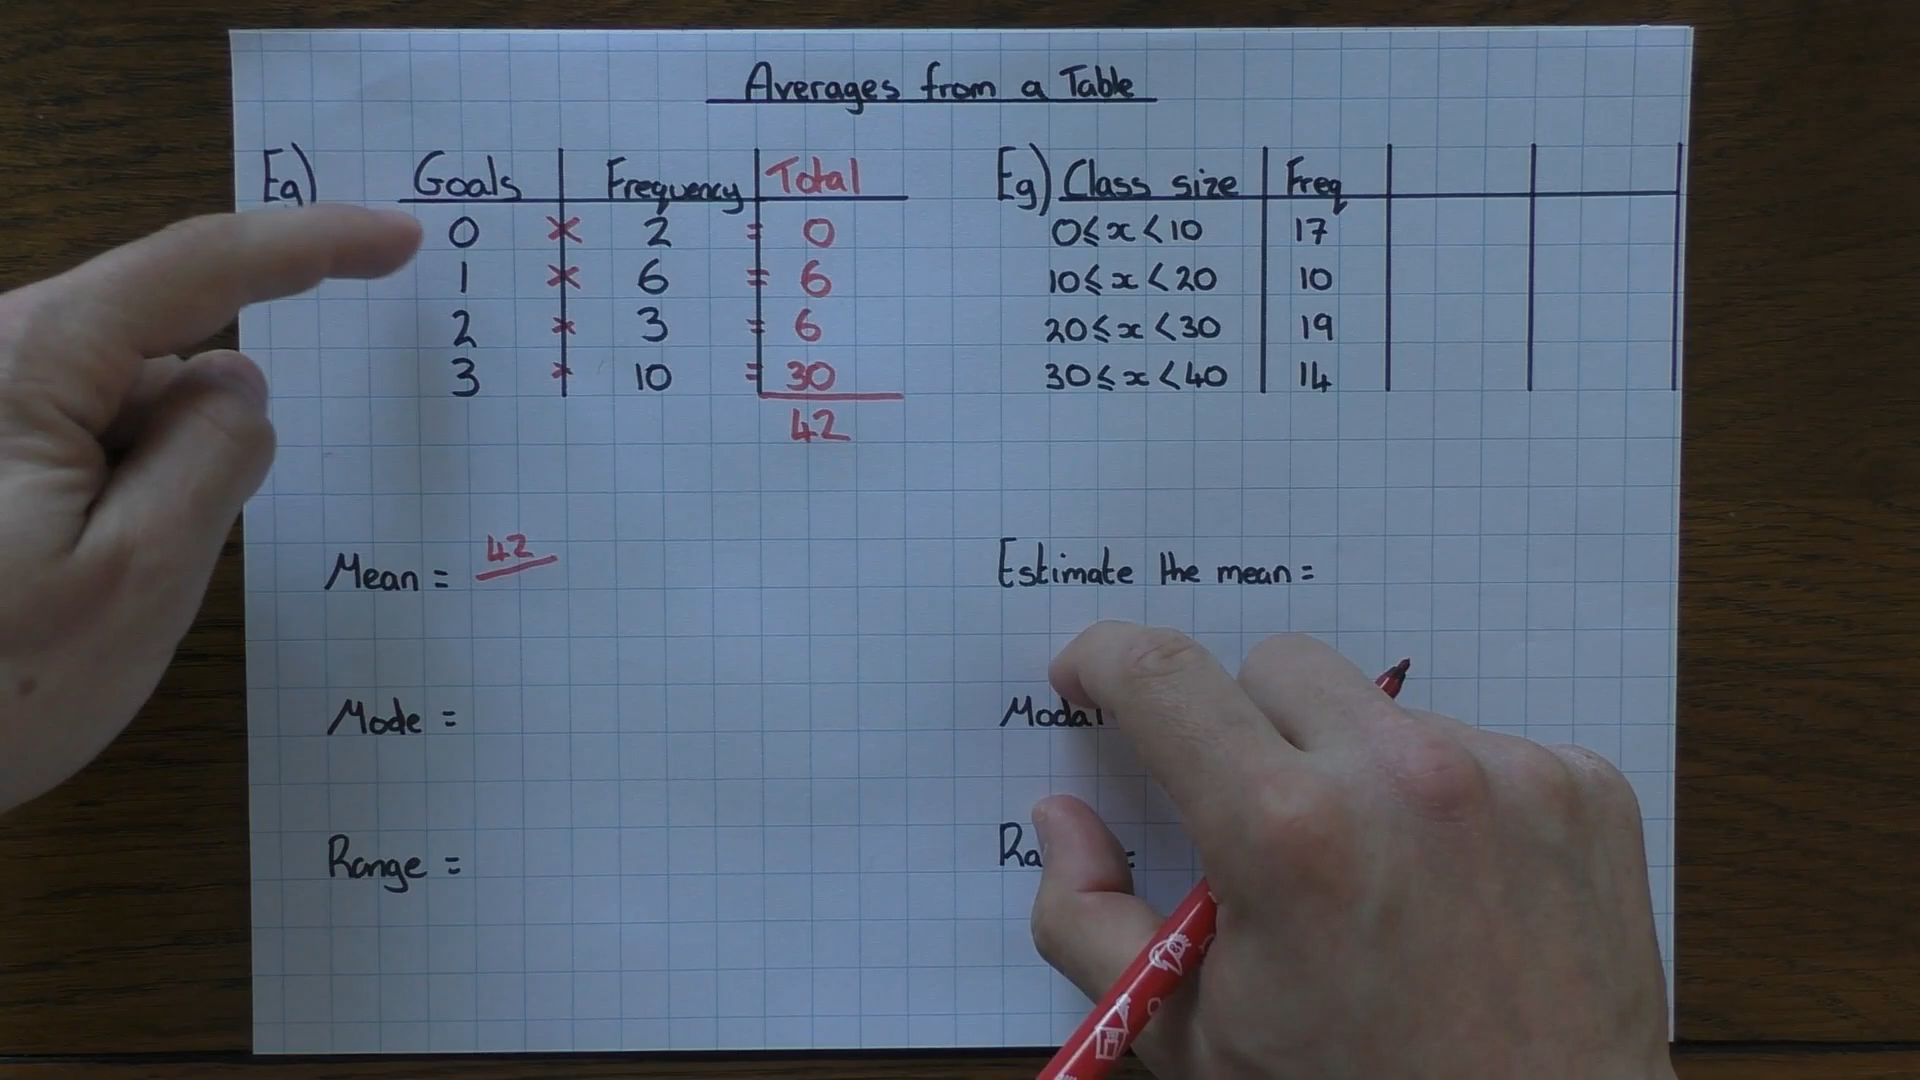 Averages from a Table
Eg) Goals Frequency Total
0 × 2 = 0
1 × 6 = 6
2 × 3 = 6
3 × 10 = 30
42
Mean = 42
Mode =
Range =
Eg) Class size Freq
0≤x<10 17
10≤x<20 10
20≤x<30 19
30≤x<40 14
Estimate the mean =
Modal
Ra =